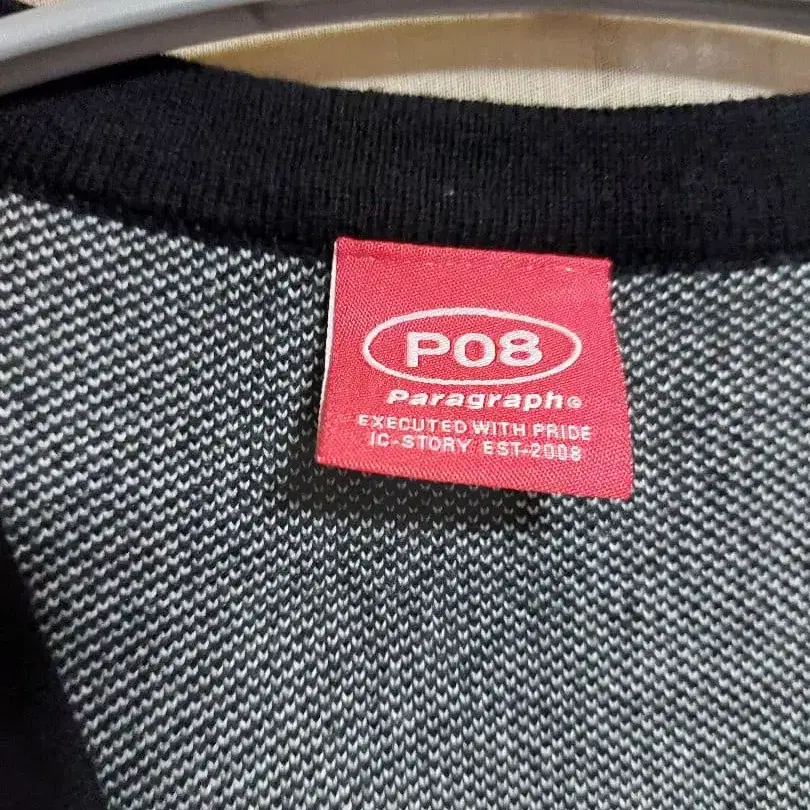 P08
Paragraph®
EXECUTED WITH PRIDE
IC-STORY EST-2008